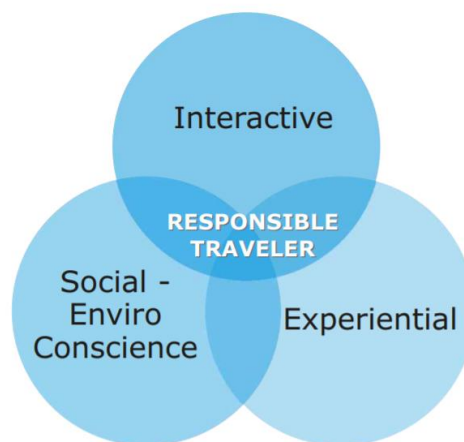 Interactive
RESPONSIBLE
TRAVELER
Social -
Enviro
Conscience
Experiential